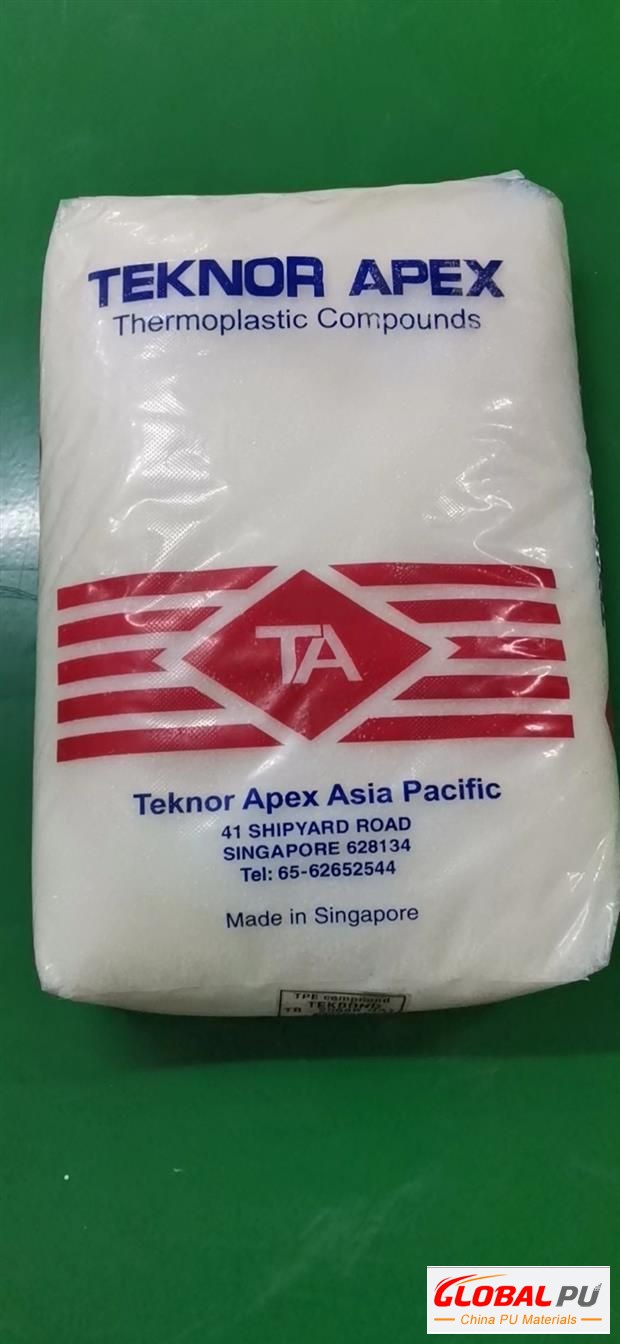 TEKNOR APEX
Thermoplastic Compounds
TA
Teknor Apex Asia Pacific
41 SHIPYARD ROAD
SINGAPORE 628134
Tel: 65-62652544
Made in Singapore
TPE compound
TEKBOND
GLOBAL PU
China PU Materials